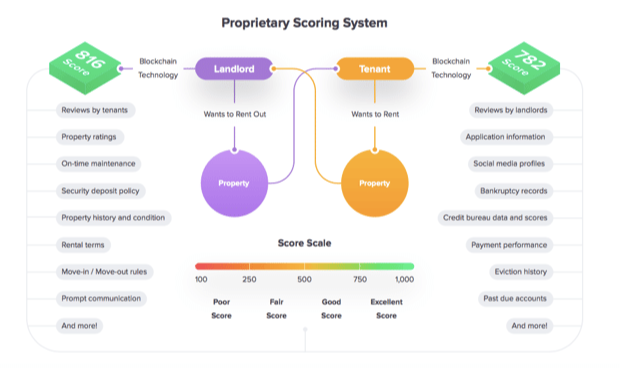 Proprietary Scoring System
816
Score
Blockchain
Technology
Landlord
Tenant
Blockchain
Technology
782
Score
Wants to Rent Out
Wants to Rent
Property
Property
Reviews by tenants
Property ratings
On-time maintenance
Security deposit policy
Property history and condition
Rental terms
Move-in / Move-out rules
Prompt communication
And more!
Reviews by landlords
Application information
Social media profiles
Bankruptcy records
Credit bureau data and scores
Payment performance
Eviction history
Past due accounts
And more!
Score Scale
100 250 500 750 1,000
Poor Fair Good Excellent
Score Score Score Score